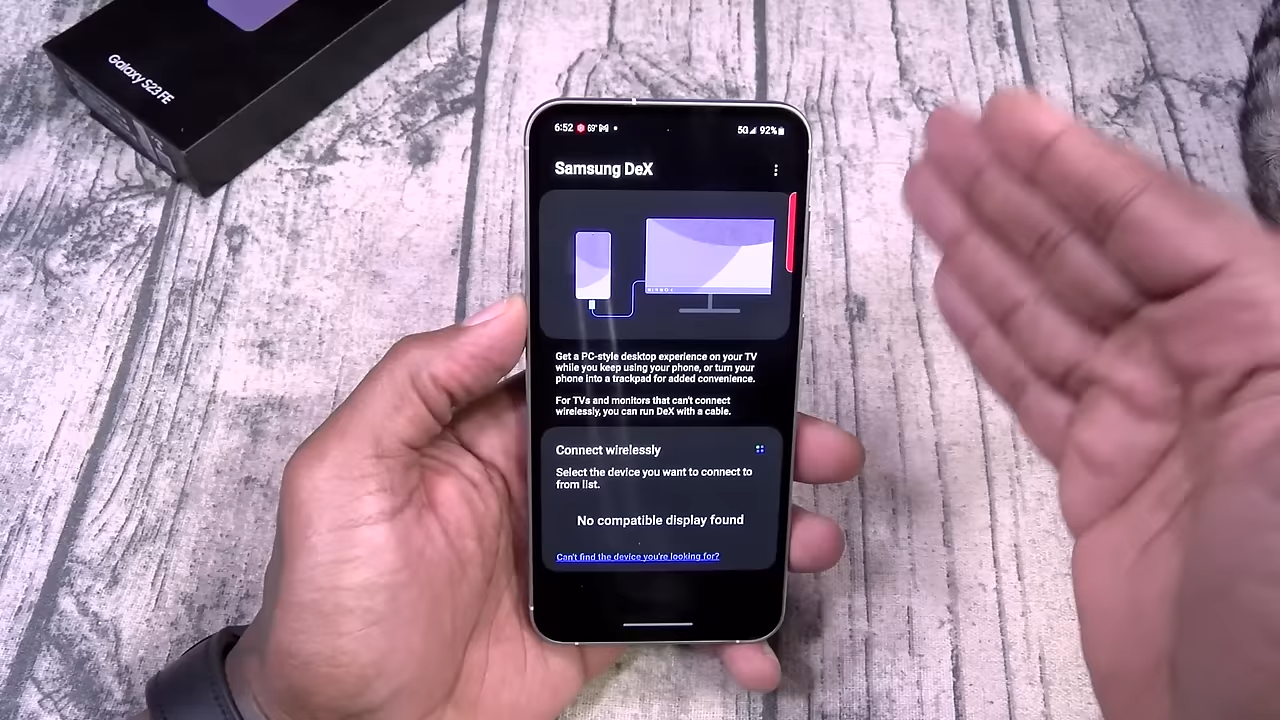 Galaxy S23 FE
6:52 69° 5G 92%
Samsung DeX
Get a PC-style desktop experience on your TV
while you keep using your phone, or turn your
phone into a trackpad for added convenience.
For TVs and monitors that can't connect
wirelessly, you can run DeX with a cable.
Connect wirelessly
Select the device you want to connect to
from list.
No compatible display found
Can't find the device you're looking for?